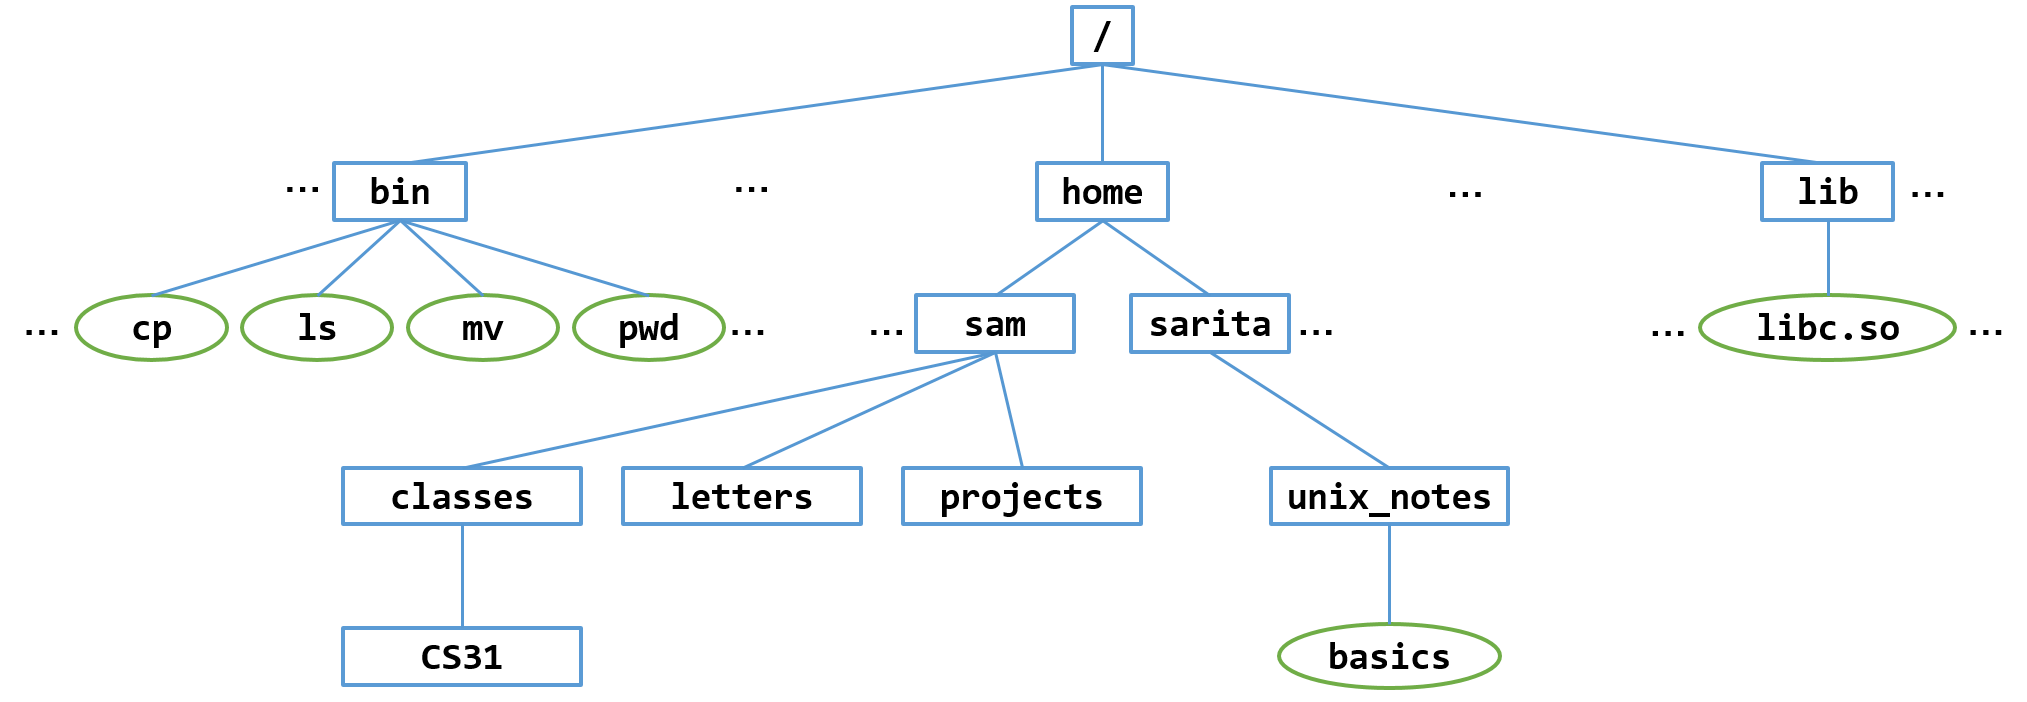 /
... bin ... home ... lib ...
... cp ls mv pwd ... ... sam sarita ... ... libc.so ...
classes letters projects unix_notes
CS31 basics